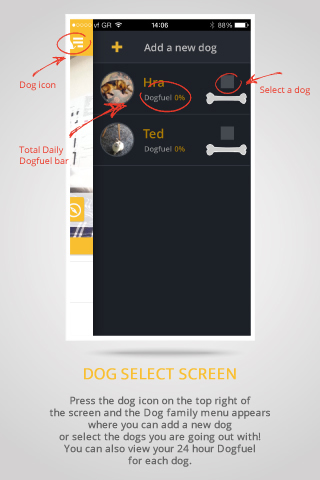 vf GR 14:06 88%
Add a new dog
Dog icon
Hra
Dogfuel 0%
Select a dog
Total Daily
Dogfuel bar
Ted
Dogfuel 0%
DOG SELECT SCREEN
Press the dog icon on the top right of
the screen and the Dog family menu appears
where you can add a new dog
or select the dogs you are going out with!
You can also view your 24 hour Dogfuel
for each dog.